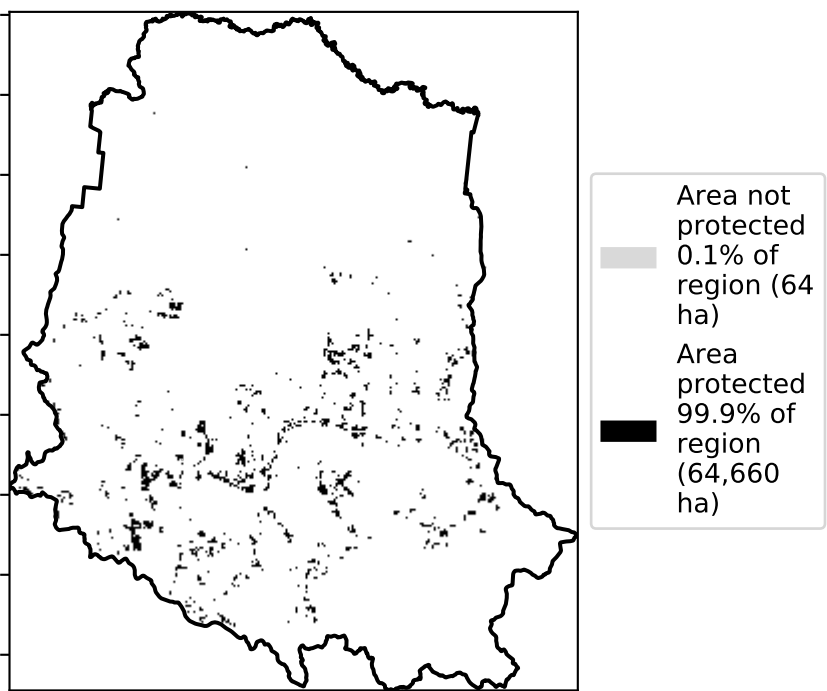 Area not
protected
0.1% of
region (64
ha)
Area
protected
99.9% of
region
(64,660
ha)